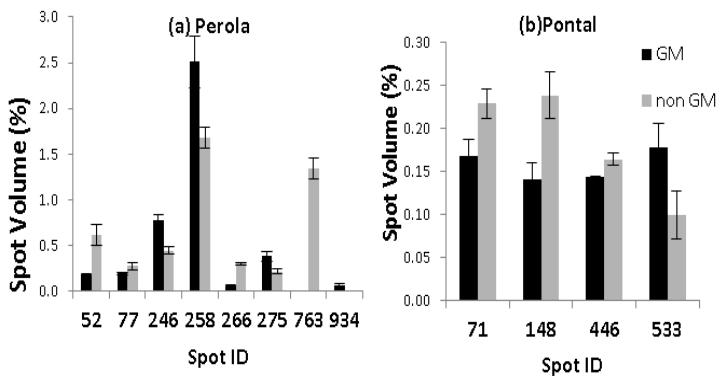 (a) Perola
Spot Volume (%)
3.0
2.5
2.0
1.5
1.0
0.5
0.0
52 77 246 258 266 275 763 934
Spot ID
(b)Pontal
Spot Volume (%)
0.30
0.25
0.20
0.15
0.10
0.05
0.00
71 148 446 533
Spot ID
GM
non GM